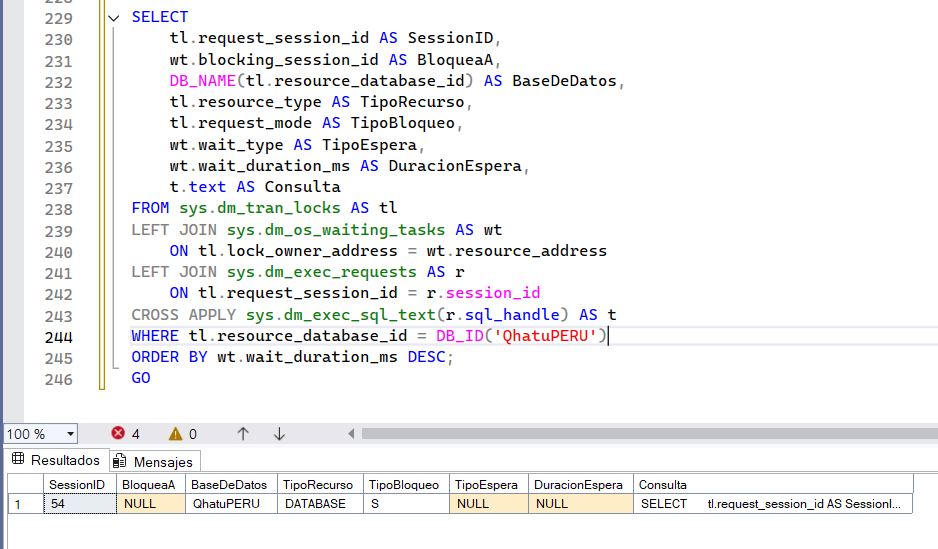 229 SELECT
230 tl.request_session_id AS SessionID,
231 wt.blocking_session_id AS BloqueaA,
232 DB_NAME(tl.resource_database_id) AS BaseDeDatos,
233 tl.resource_type AS TipoRecurso,
234 tl.request_mode AS TipoBloqueo,
235 wt.wait_type AS TipoEspera,
236 wt.wait_duration_ms AS DuracionEspera,
237 t.text AS Consulta
238 FROM sys.dm_tran_locks AS tl
239 LEFT JOIN sys.dm_os_waiting_tasks AS wt
240 ON tl.lock_owner_address = wt.resource_address
241 LEFT JOIN sys.dm_exec_requests AS r
242 ON tl.request_session_id = r.session_id
243 CROSS APPLY sys.dm_exec_sql_text(r.sql_handle) AS t
244 WHERE tl.resource_database_id = DB_ID('QhatuPERU')
245 ORDER BY wt.wait_duration_ms DESC;
246 GO
100 % 4 0
Resultados Mensajes
SessionID BloqueaA BaseDeDatos TipoRecurso TipoBloqueo TipoEspera DuracionEspera Consulta
1 54 NULL QhatuPERU DATABASE S NULL NULL SELECT tl.request_session_id AS SessionI...